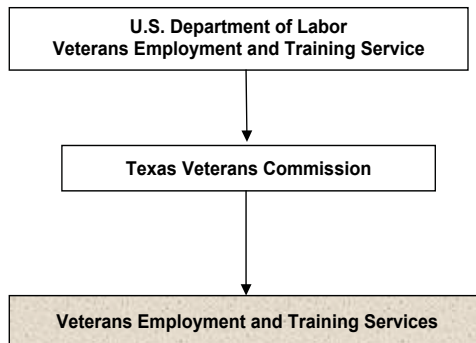 U.S. Department of Labor
Veterans Employment and Training Service
Texas Veterans Commission
Veterans Employment and Training Services